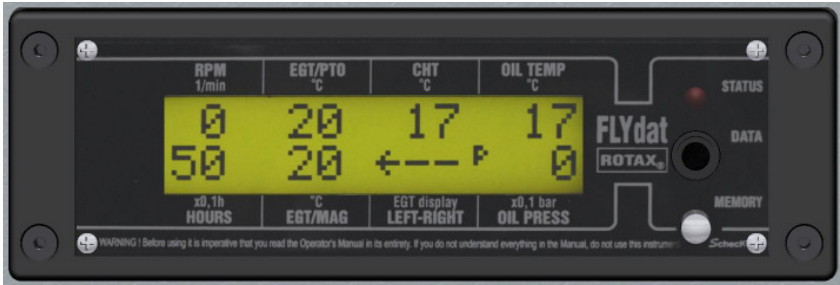 RPM EGT/PTO CHT OIL TEMP
1/min °C °C °C
STATUS
0 20 17 17
FLYdat
DATA
50 20 ←--- P 0
ROTAX®
x0,1h °C EGT display x0,1 bar
MEMORY
HOURS EGT/MAG LEFT-RIGHT OIL PRESS
WARNING ! Before using it is imperative that you read the Operator's Manual in its entirety. If you do not understand everything in the Manual, do not use this